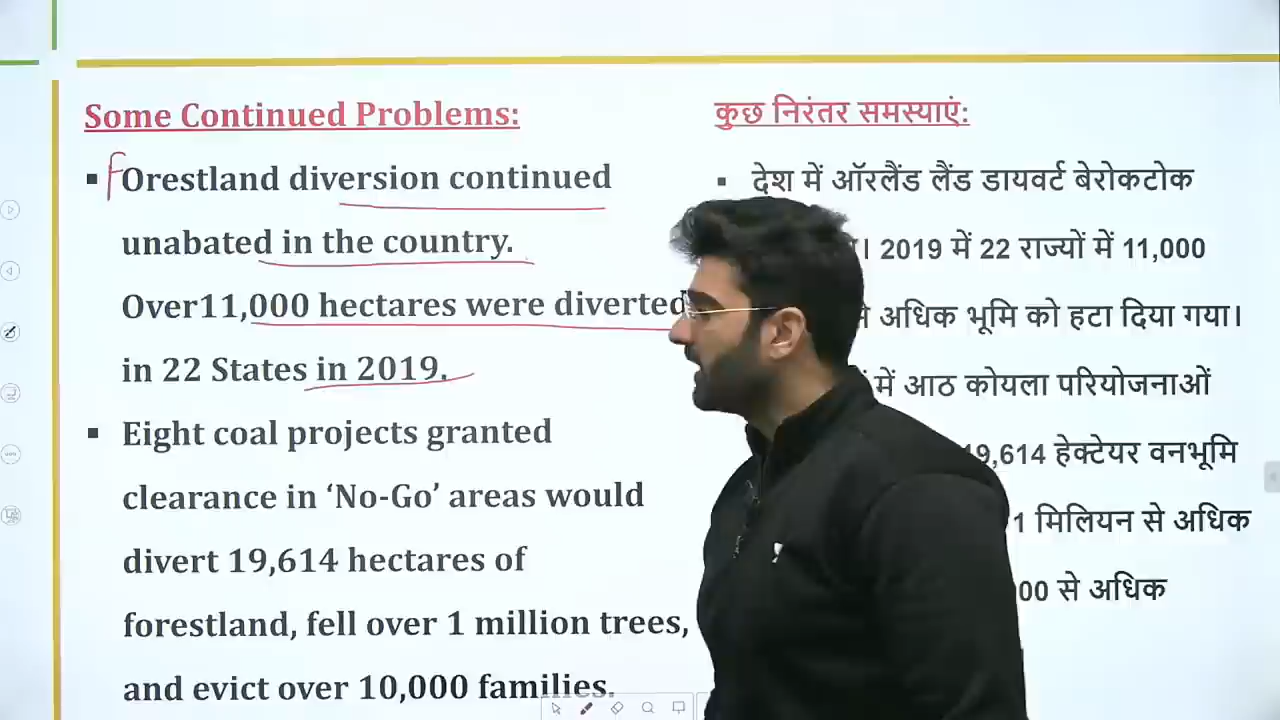 Some Continued Problems:
▪ fOrestland diversion continued
unabated in the country.
Over11,000 hectares were diverted
in 22 States in 2019.
▪ Eight coal projects granted
clearance in ‘No-Go’ areas would
divert 19,614 hectares of
forestland, fell over 1 million trees,
and evict over 10,000 families.
कुछ निरंतर समस्याएं:
▪ देश में ऑरलैंड लैंड डायवर्ट बेरोकटोक
। 2019 में 22 राज्यों में 11,000
अधिक भूमि को हटा दिया गया।
में आठ कोयला परियोजनाओं
19,614 हेक्टेयर वनभूमि
1 मिलियन से अधिक
से अधिक